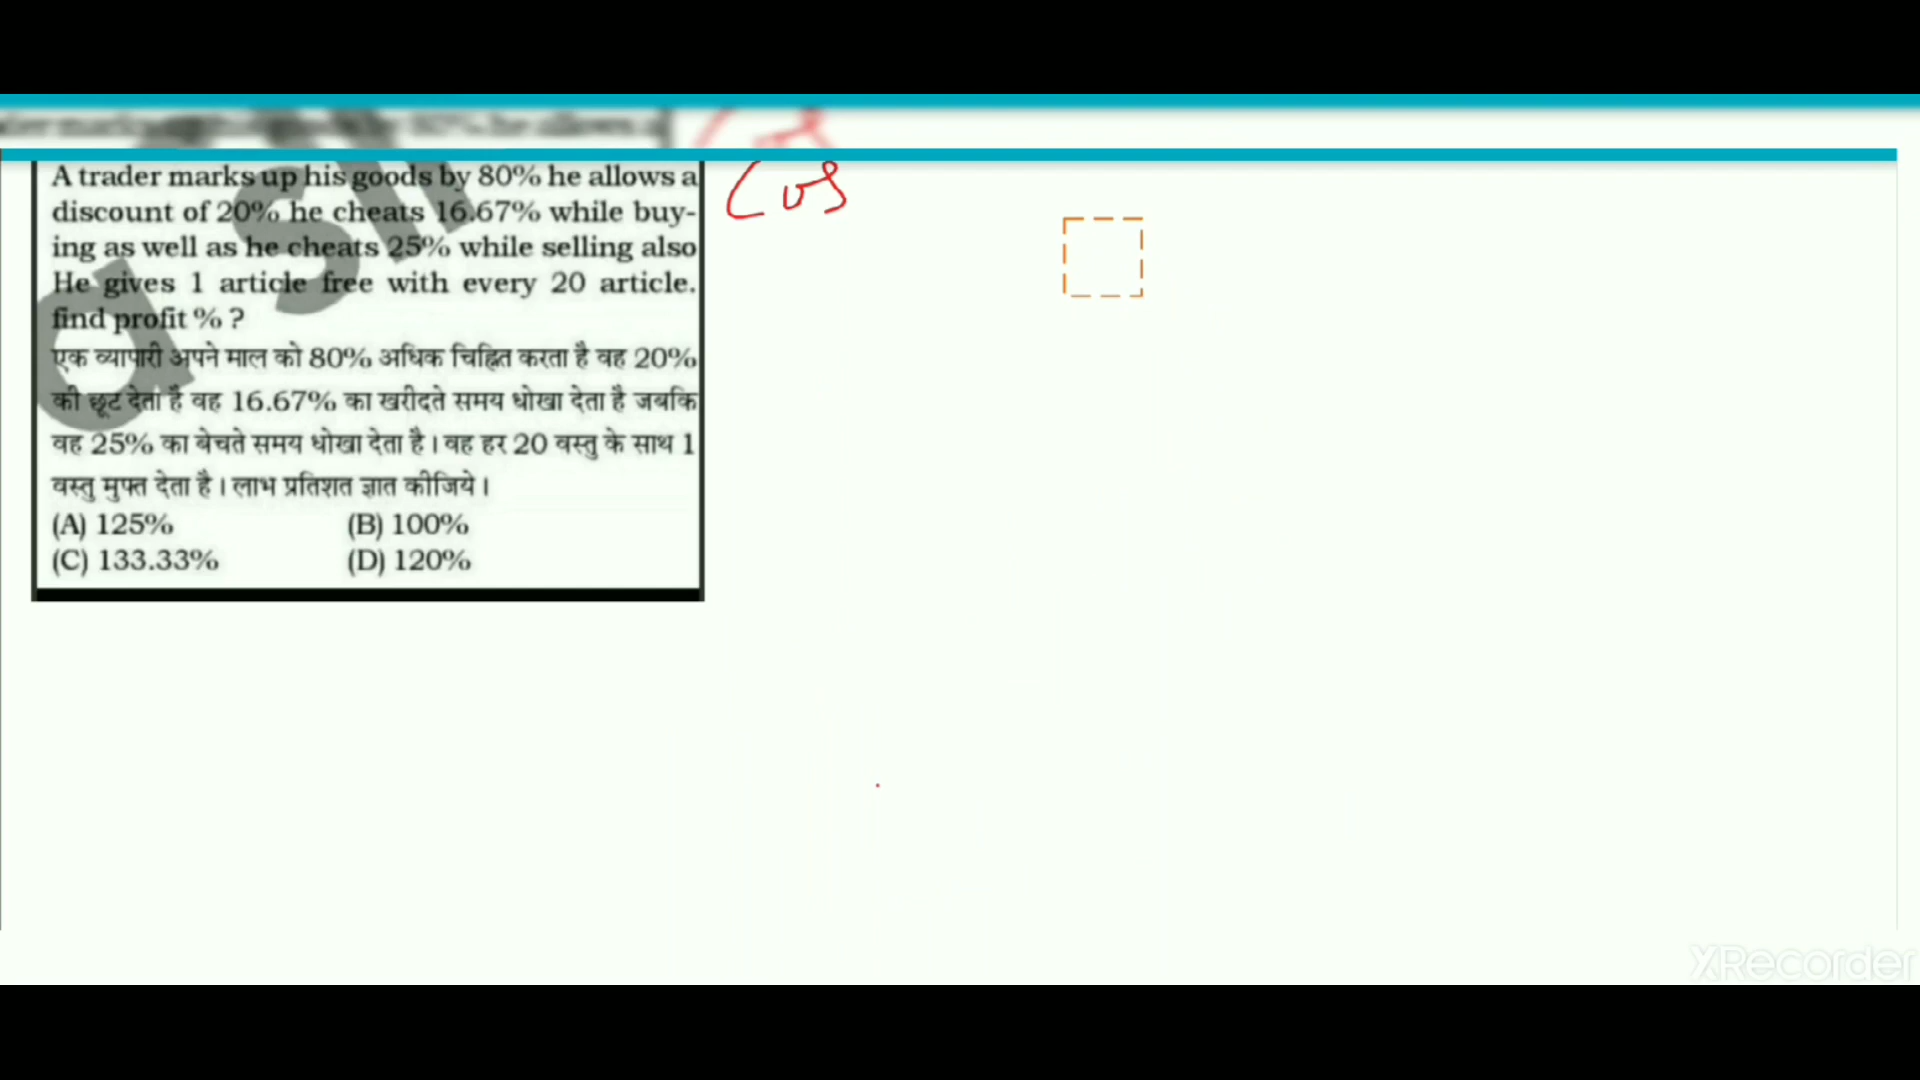 A trader marks up his goods by 80% he allows a
discount of 20% he cheats 16.67% while buy-
ing as well as he cheats 25% while selling also
He gives 1 article free with every 20 article.
find profit % ?
एक व्यापारी अपने माल को 80% अधिक चिह्नित करता है वह 20%
की छूट देता है वह 16.67% का खरीदते समय धोखा देता है जबकि
वह 25% का बेचते समय धोखा देता है। वह हर 20 वस्तु के साथ 1
वस्तु मुफ्त देता है। लाभ प्रतिशत ज्ञात कीजिये।
(A) 125% (B) 100%
(C) 133.33% (D) 120%
a sir
XRecorder